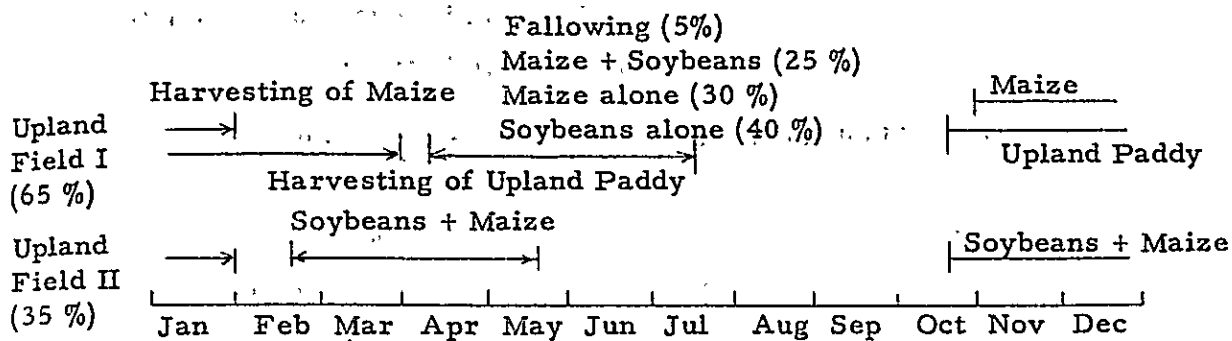 Fallowing (5%)
Maize + Soybeans (25 %)
Harvesting of Maize
Maize alone (30 %)
Maize
Soybeans alone (40 %)
Upland
Field I
(65 %)
Upland Paddy
Harvesting of Upland Paddy
Soybeans + Maize
Upland
Field II
(35 %)
Soybeans + Maize
Jan Feb Mar Apr May Jun Jul Aug Sep Oct Nov Dec